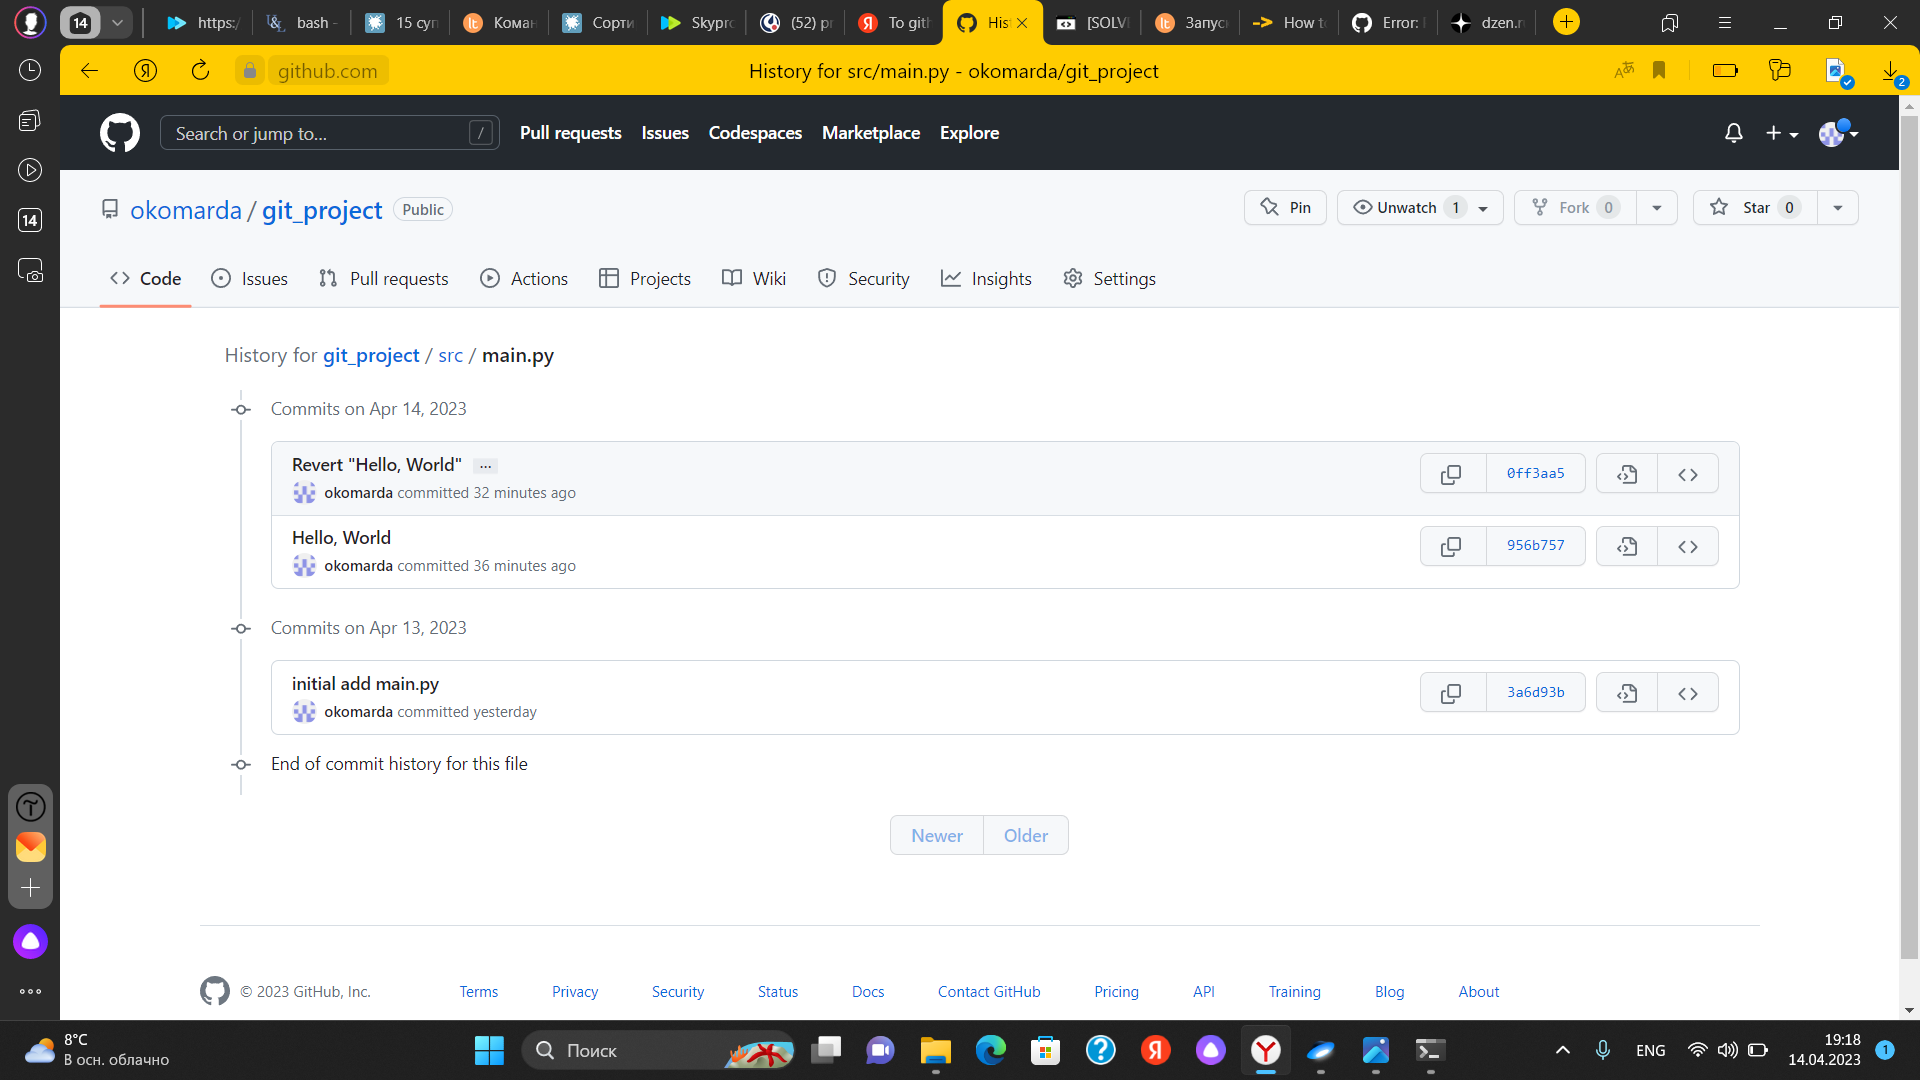 14
https:/
bash -
15 суп
Коман
Сорти
Skypro
(52) pr
To gith
His
[SOLV
Запус
How to
Error: F
dzen.r
github.com
History for src/main.py - okomarda/git_project
2
14
Search or jump to...
/
Pull requests
Issues
Codespaces
Marketplace
Explore
okomarda / git_project
Public
Pin
Unwatch 1
Fork 0
Star 0
Code
Issues
Pull requests
Actions
Projects
Wiki
Security
Insights
Settings
History for git_project / src / main.py
Commits on Apr 14, 2023
Revert "Hello, World" ...
okomarda committed 32 minutes ago
0ff3aa5
Hello, World
okomarda committed 36 minutes ago
956b757
Commits on Apr 13, 2023
initial add main.py
okomarda committed yesterday
3a6d93b
End of commit history for this file
Newer
Older
© 2023 GitHub, Inc.
Terms
Privacy
Security
Status
Docs
Contact GitHub
Pricing
API
Training
Blog
About
8°C
В осн. облачно
Поиск
ENG
19:18
14.04.2023
1